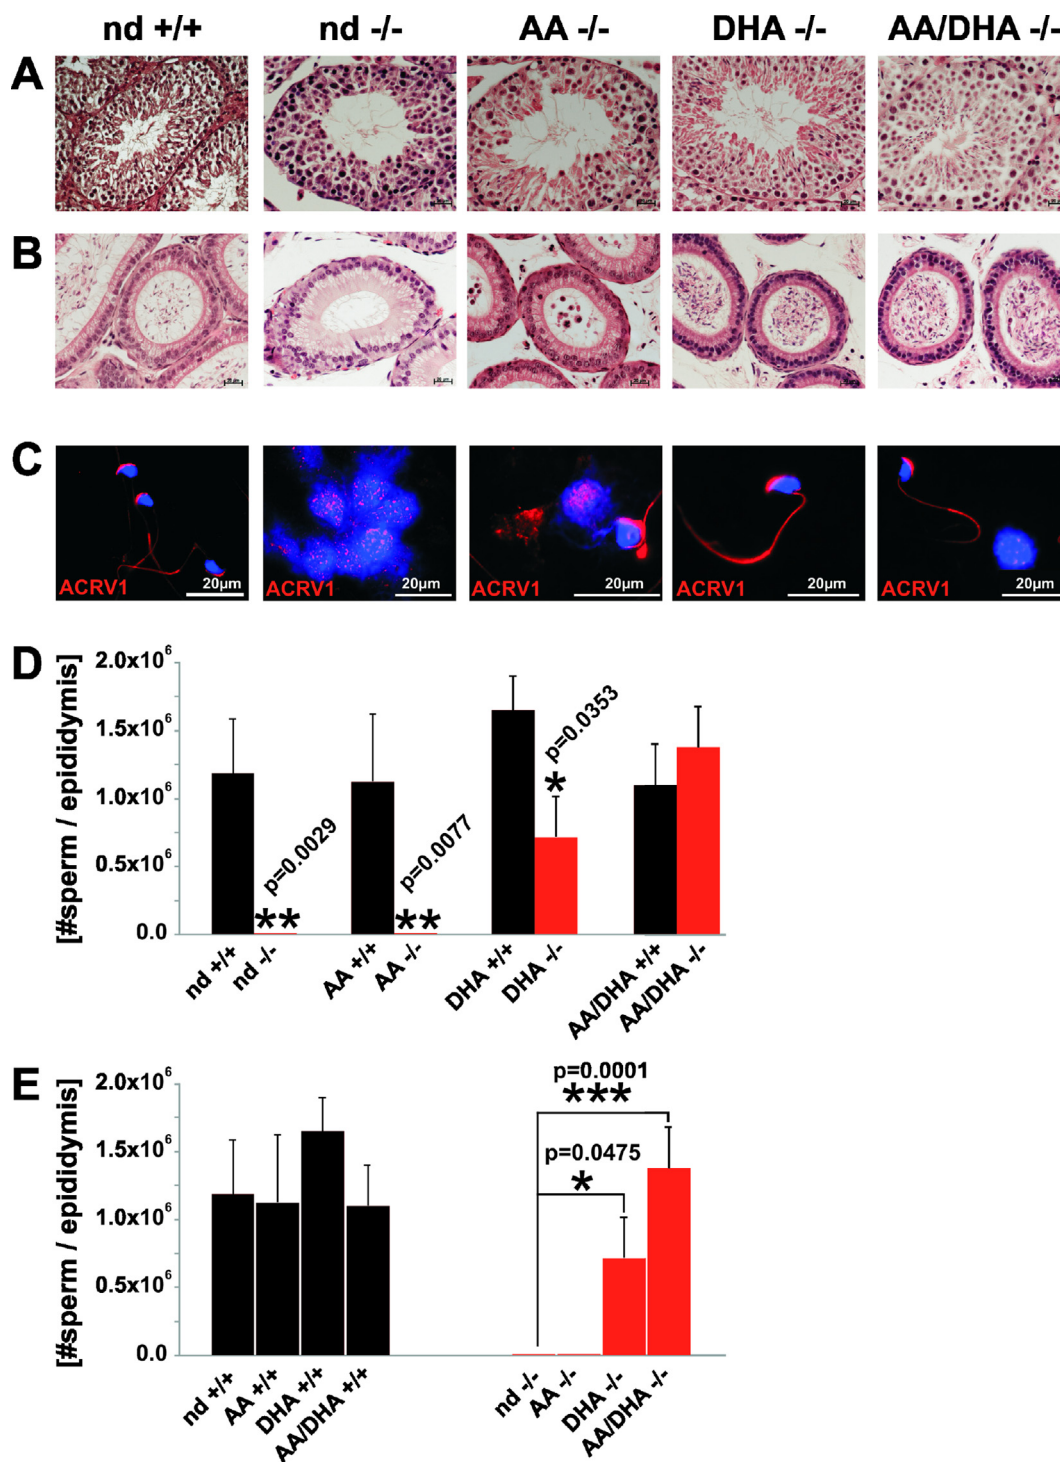 nd +/+ nd -/- AA -/- DHA -/- AA/DHA -/-
A
B
C
ACRV1 20µm ACRV1 20µm ACRV1 20µm ACRV1 20µm ACRV1 20µm
D
[#sperm / epididymis]
2.0x10⁶
1.5x10⁶
1.0x10⁶
0.5x10⁶
0.0
p=0.0029
**
p=0.0077
**
p=0.0353
*
nd +/+
nd -/-
AA +/+
AA -/-
DHA +/+
DHA -/-
AA/DHA +/+
AA/DHA -/-
E
[#sperm / epididymis]
2.0x10⁶
1.5x10⁶
1.0x10⁶
0.5x10⁶
0.0
p=0.0001
***
p=0.0475
*
nd +/+
AA +/+
DHA +/+
AA/DHA +/+
nd -/-
AA -/-
DHA -/-
AA/DHA -/-